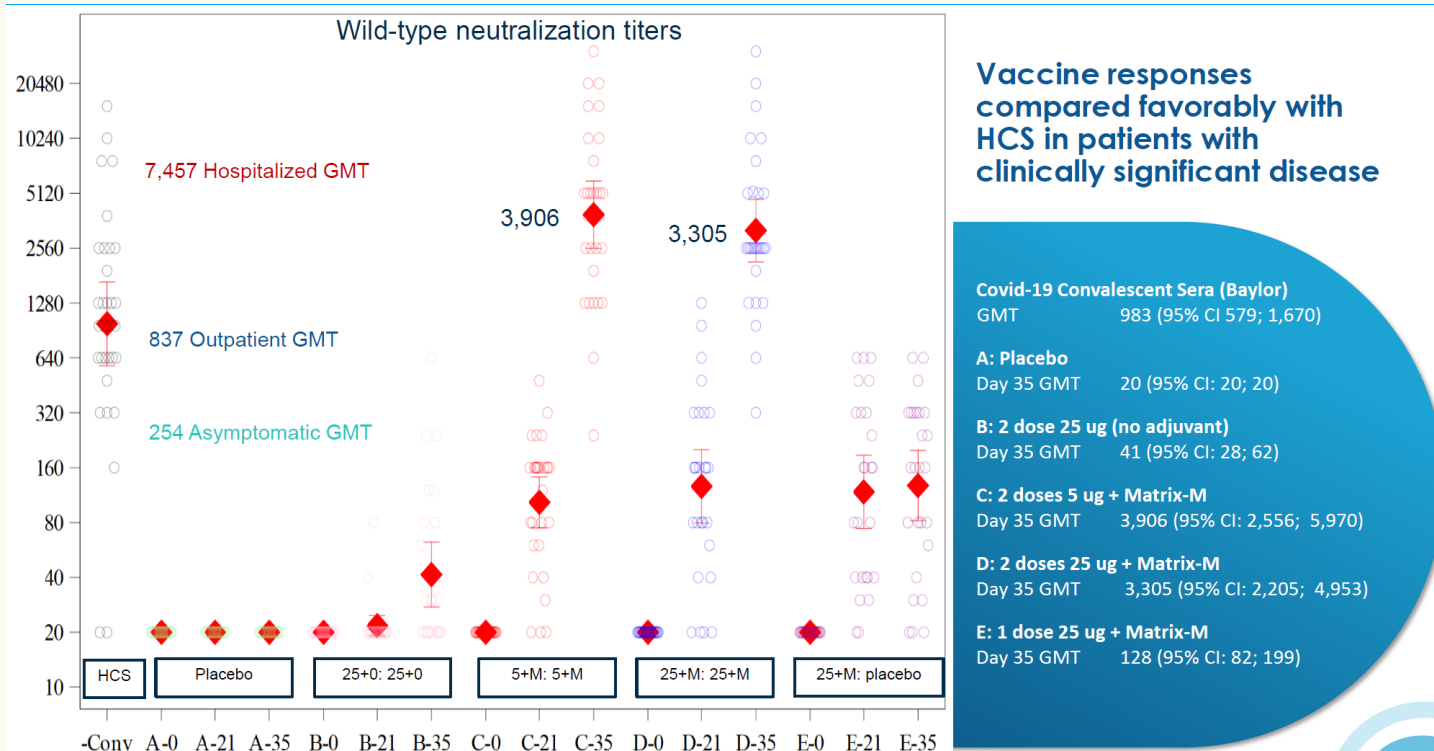 Wild-type neutralization titers
20480
10240
5120
2560
1280
640
320
160
80
40
20
10
7,457 Hospitalized GMT
837 Outpatient GMT
254 Asymptomatic GMT
3,906
3,305
HCS
Placebo
25+0: 25+0
5+M: 5+M
25+M: 25+M
25+M: placebo
-Conv A-0 A-21 A-35 B-0 B-21 B-35 C-0 C-21 C-35 D-0 D-21 D-35 E-0 E-21 E-35
Vaccine responses
compared favorably with
HCS in patients with
clinically significant disease
Covid-19 Convalescent Sera (Baylor)
GMT 983 (95% CI 579; 1,670)
A: Placebo
Day 35 GMT 20 (95% CI: 20; 20)
B: 2 dose 25 ug (no adjuvant)
Day 35 GMT 41 (95% CI: 28; 62)
C: 2 doses 5 ug + Matrix-M
Day 35 GMT 3,906 (95% CI: 2,556; 5,970)
D: 2 doses 25 ug + Matrix-M
Day 35 GMT 3,305 (95% CI: 2,205; 4,953)
E: 1 dose 25 ug + Matrix-M
Day 35 GMT 128 (95% CI: 82; 199)